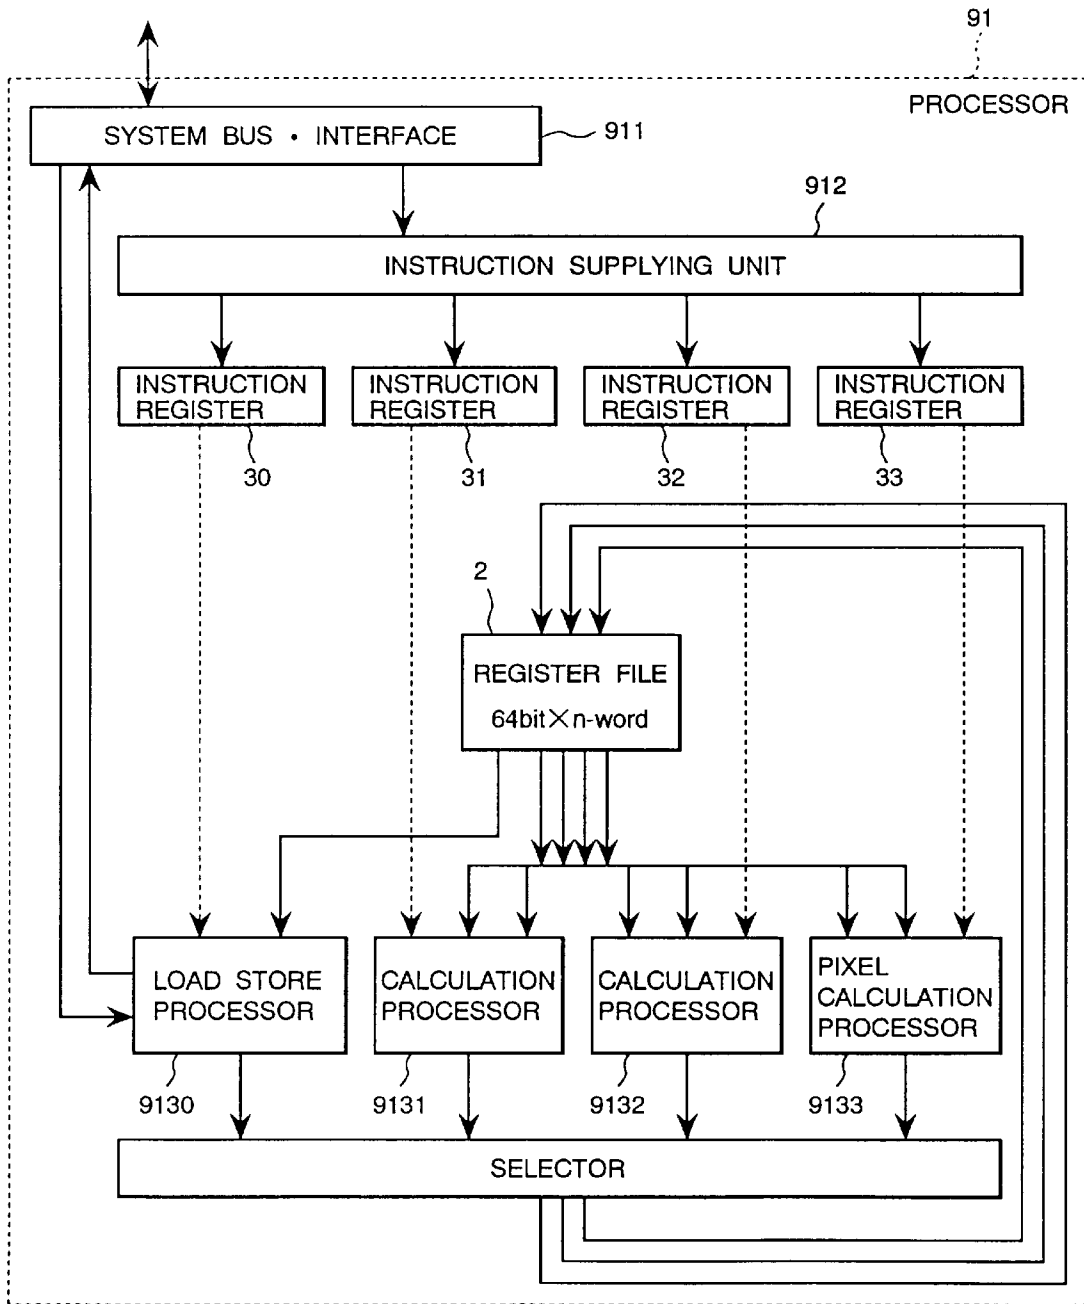 91
PROCESSOR
SYSTEM BUS • INTERFACE
911
912
INSTRUCTION SUPPLYING UNIT
INSTRUCTION
REGISTER
INSTRUCTION
REGISTER
INSTRUCTION
REGISTER
INSTRUCTION
REGISTER
30
31
32
33
2
REGISTER FILE
64bit×n-word
LOAD STORE
PROCESSOR
CALCULATION
PROCESSOR
CALCULATION
PROCESSOR
PIXEL
CALCULATION
PROCESSOR
9130
9131
9132
9133
SELECTOR